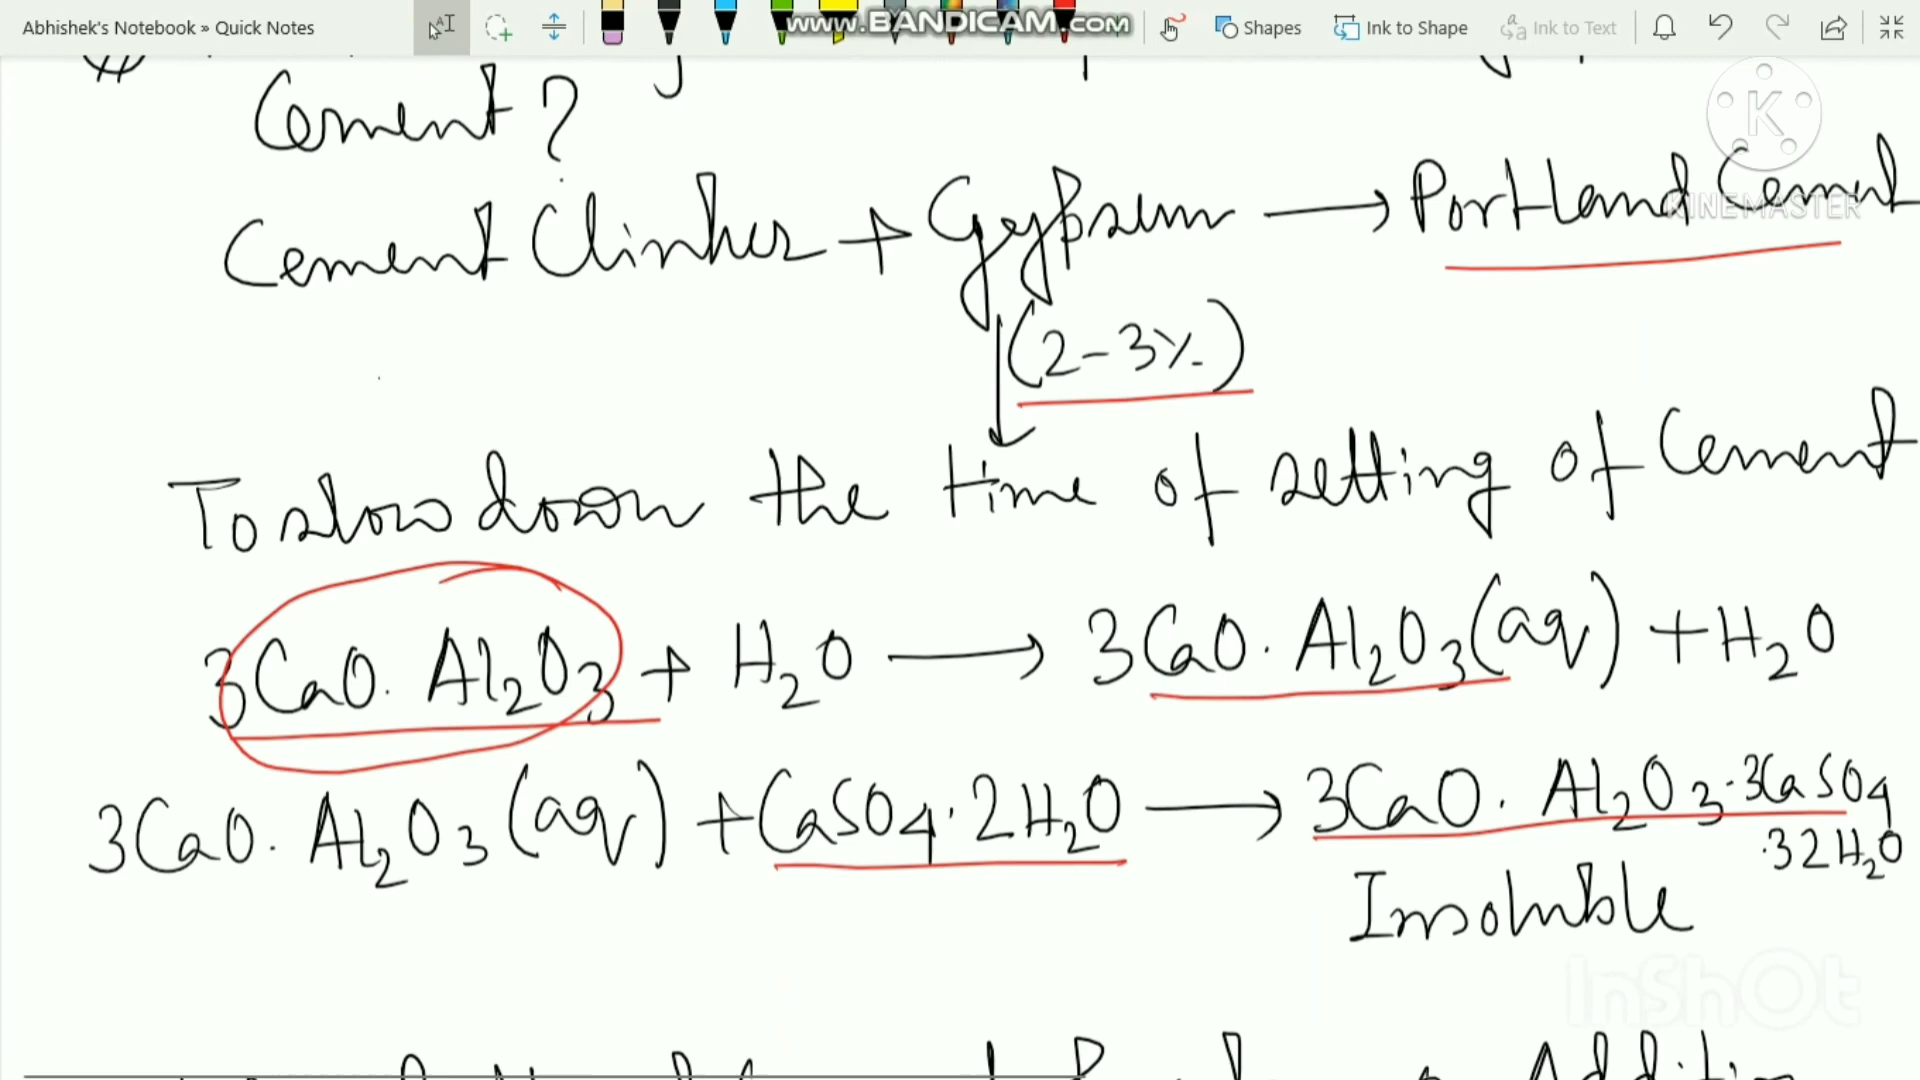 Abhishek's Notebook » Quick Notes
www.BANDICAM.com
Shapes
Ink to Shape
Ink to Text
K
KINEMASTER
Cement?
Cement Clinker + Gypsum → Portland Cement
(2-3%)
To slow down the time of setting of Cement
3CaO. Al₂O₃ + H₂O → 3CaO. Al₂O₃(aq) + H₂O
3CaO. Al₂O₃(aq) + CaSO₄.2H₂O → 3CaO. Al₂O₃.3CaSO₄
.32H₂O
Insoluble
InShOt